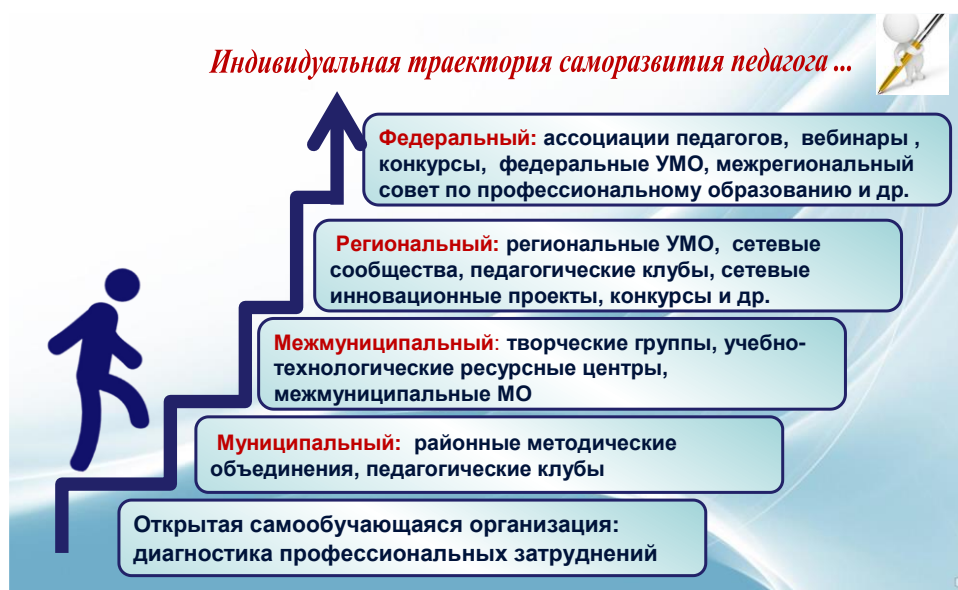 Индивидуальная траектория саморазвития педагога ...
Федеральный: ассоциации педагогов, вебинары ,
конкурсы, федеральные УМО, межрегиональный
совет по профессиональному образованию и др.
Региональный: региональные УМО, сетевые
сообщества, педагогические клубы, сетевые
инновационные проекты, конкурсы и др.
Межмуниципальный: творческие группы, учебно-
технологические ресурсные центры,
межмуниципальные МО
Муниципальный: районные методические
объединения, педагогические клубы
Открытая самообучающаяся организация:
диагностика профессиональных затруднений